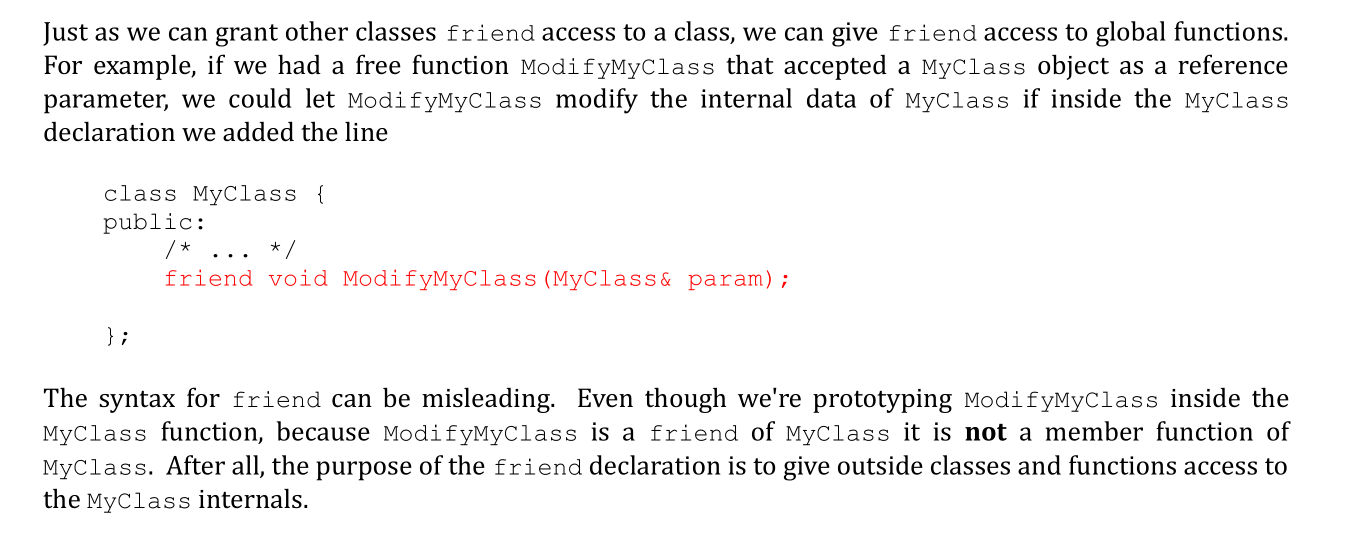 Just as we can grant other classes friend access to a class, we can give friend access to global functions.
For example, if we had a free function ModifyMyClass that accepted a MyClass object as a reference
parameter, we could let ModifyMyClass modify the internal data of MyClass if inside the MyClass
declaration we added the line
class MyClass {
public:
    /* ... */
    friend void ModifyMyClass(MyClass& param);
};
The syntax for friend can be misleading.  Even though we're prototyping ModifyMyClass inside the
MyClass function, because ModifyMyClass is a friend of MyClass it is not a member function of
MyClass.  After all, the purpose of the friend declaration is to give outside classes and functions access to
the MyClass internals.